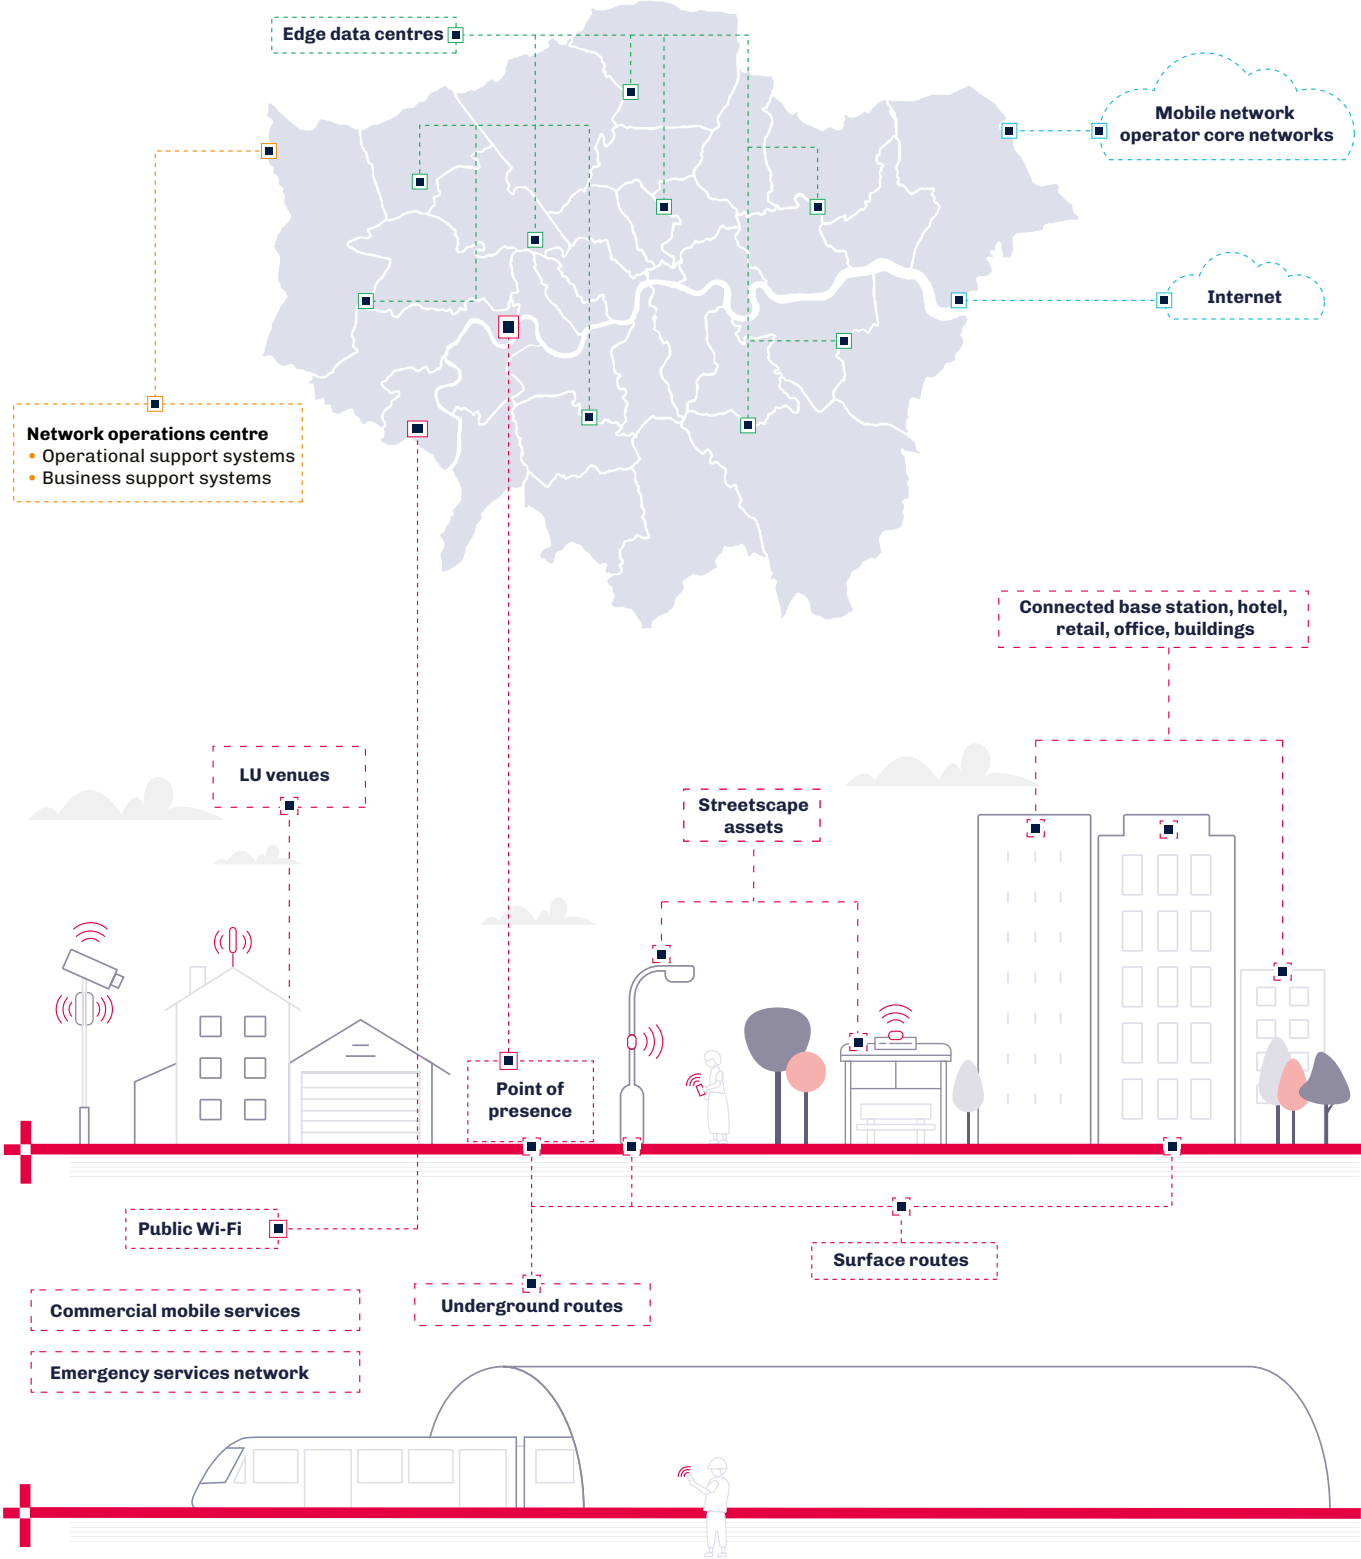 Edge data centres
Mobile network
operator core networks
Internet
Network operations centre
• Operational support systems
• Business support systems
Connected base station, hotel,
retail, office, buildings
LU venues
Streetscape
assets
Point of
presence
Public Wi-Fi
Surface routes
Underground routes
Commercial mobile services
Emergency services network